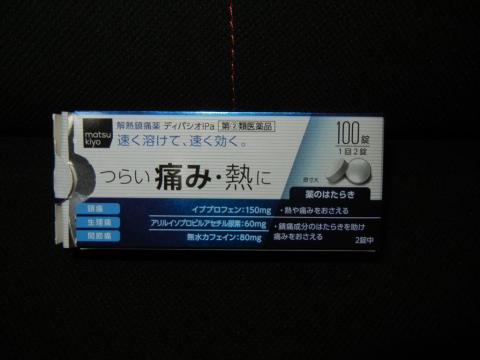 matsu
kiyo
解熱鎮痛薬 ディパシオIPa 指定第②類医薬品
速く溶けて、速く効く。
100錠
1回2錠
つらい 痛み・熱に
原寸大
薬のはたらき
頭痛 イブプロフェン:150mg ・熱や痛みをおさえる
生理痛 アリルイソプロピルアセチル尿素:60mg ・鎮痛成分のはたらきを助け
関節痛 無水カフェイン:80mg 痛みをおさえる 2錠中